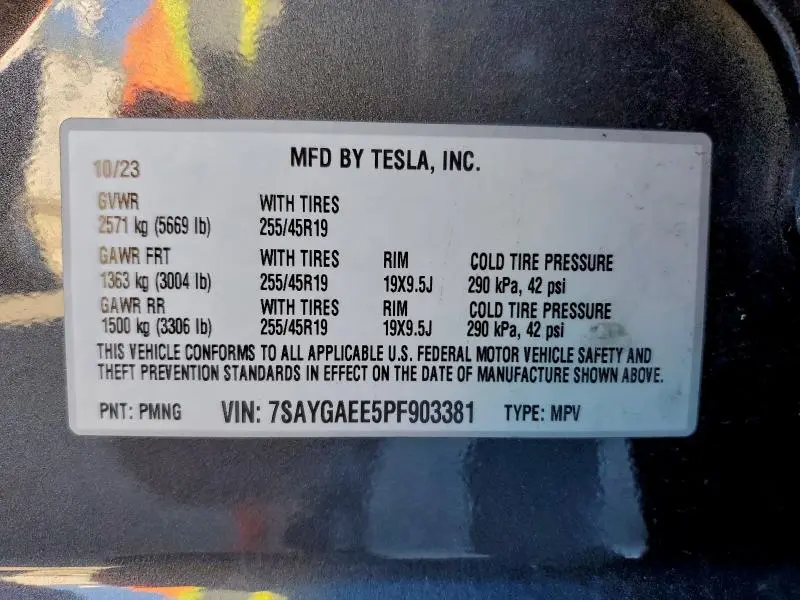 MFD BY TESLA, INC.
10/23
GVWR WITH TIRES
2571 kg (5669 lb) 255/45R19
GAWR FRT WITH TIRES RIM COLD TIRE PRESSURE
1363 kg (3004 lb) 255/45R19 19X9.5J 290 kPa, 42 psi
GAWR RR WITH TIRES RIM COLD TIRE PRESSURE
1500 kg (3306 lb) 255/45R19 19X9.5J 290 kPa, 42 psi
THIS VEHICLE CONFORMS TO ALL APPLICABLE U.S. FEDERAL MOTOR VEHICLE SAFETY AND
THEFT PREVENTION STANDARDS IN EFFECT ON THE DATE OF MANUFACTURE SHOWN ABOVE.
PNT: PMNG VIN: 7SAYGAEE5PF903381 TYPE: MPV